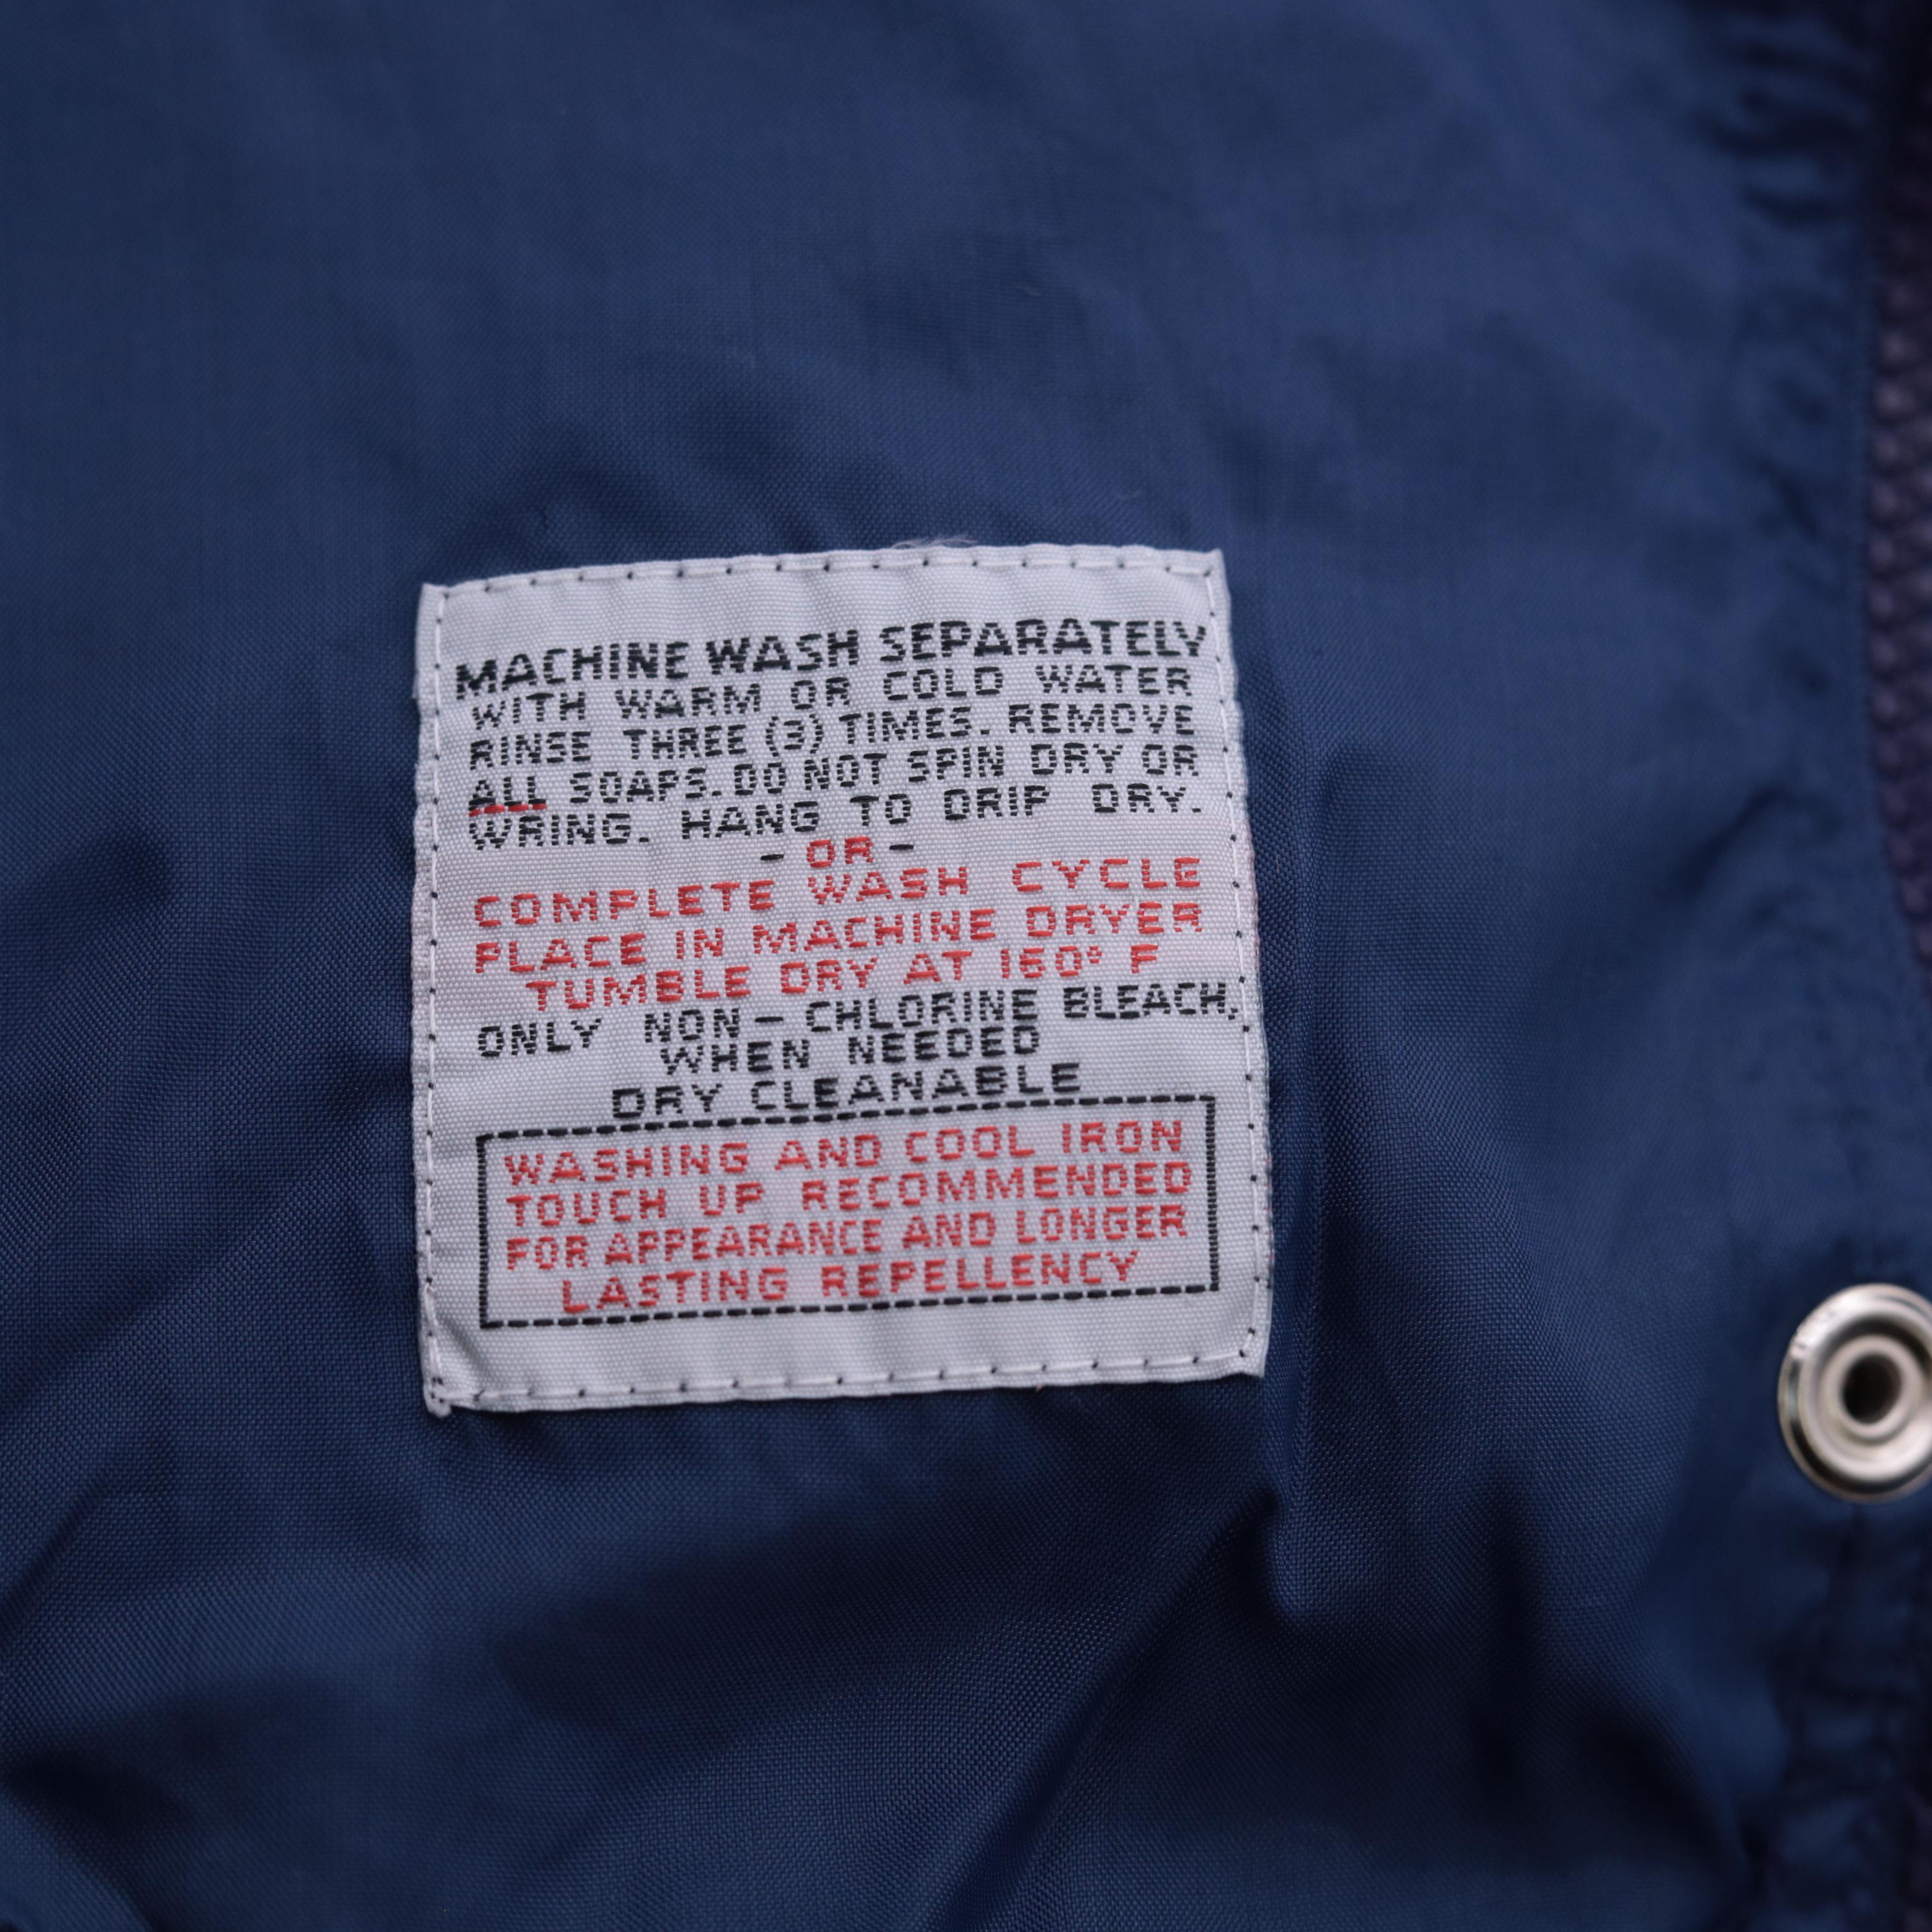 MACHINE WASH SEPARATELY
WITH WARM OR COLD WATER
RINSE THREE (3) TIMES. REMOVE
ALL SOAPS. DO NOT SPIN DRY OR
WRING. HANG TO DRIP DRY.
- OR -
COMPLETE WASH CYCLE
PLACE IN MACHINE DRYER
TUMBLE DRY AT 160° F
ONLY NON-CHLORINE BLEACH,
WHEN NEEDED
DRY CLEANABLE
WASHING AND COOL IRON
TOUCH UP RECOMMENDED
FOR APPEARANCE AND LONGER
LASTING REPELLENCY